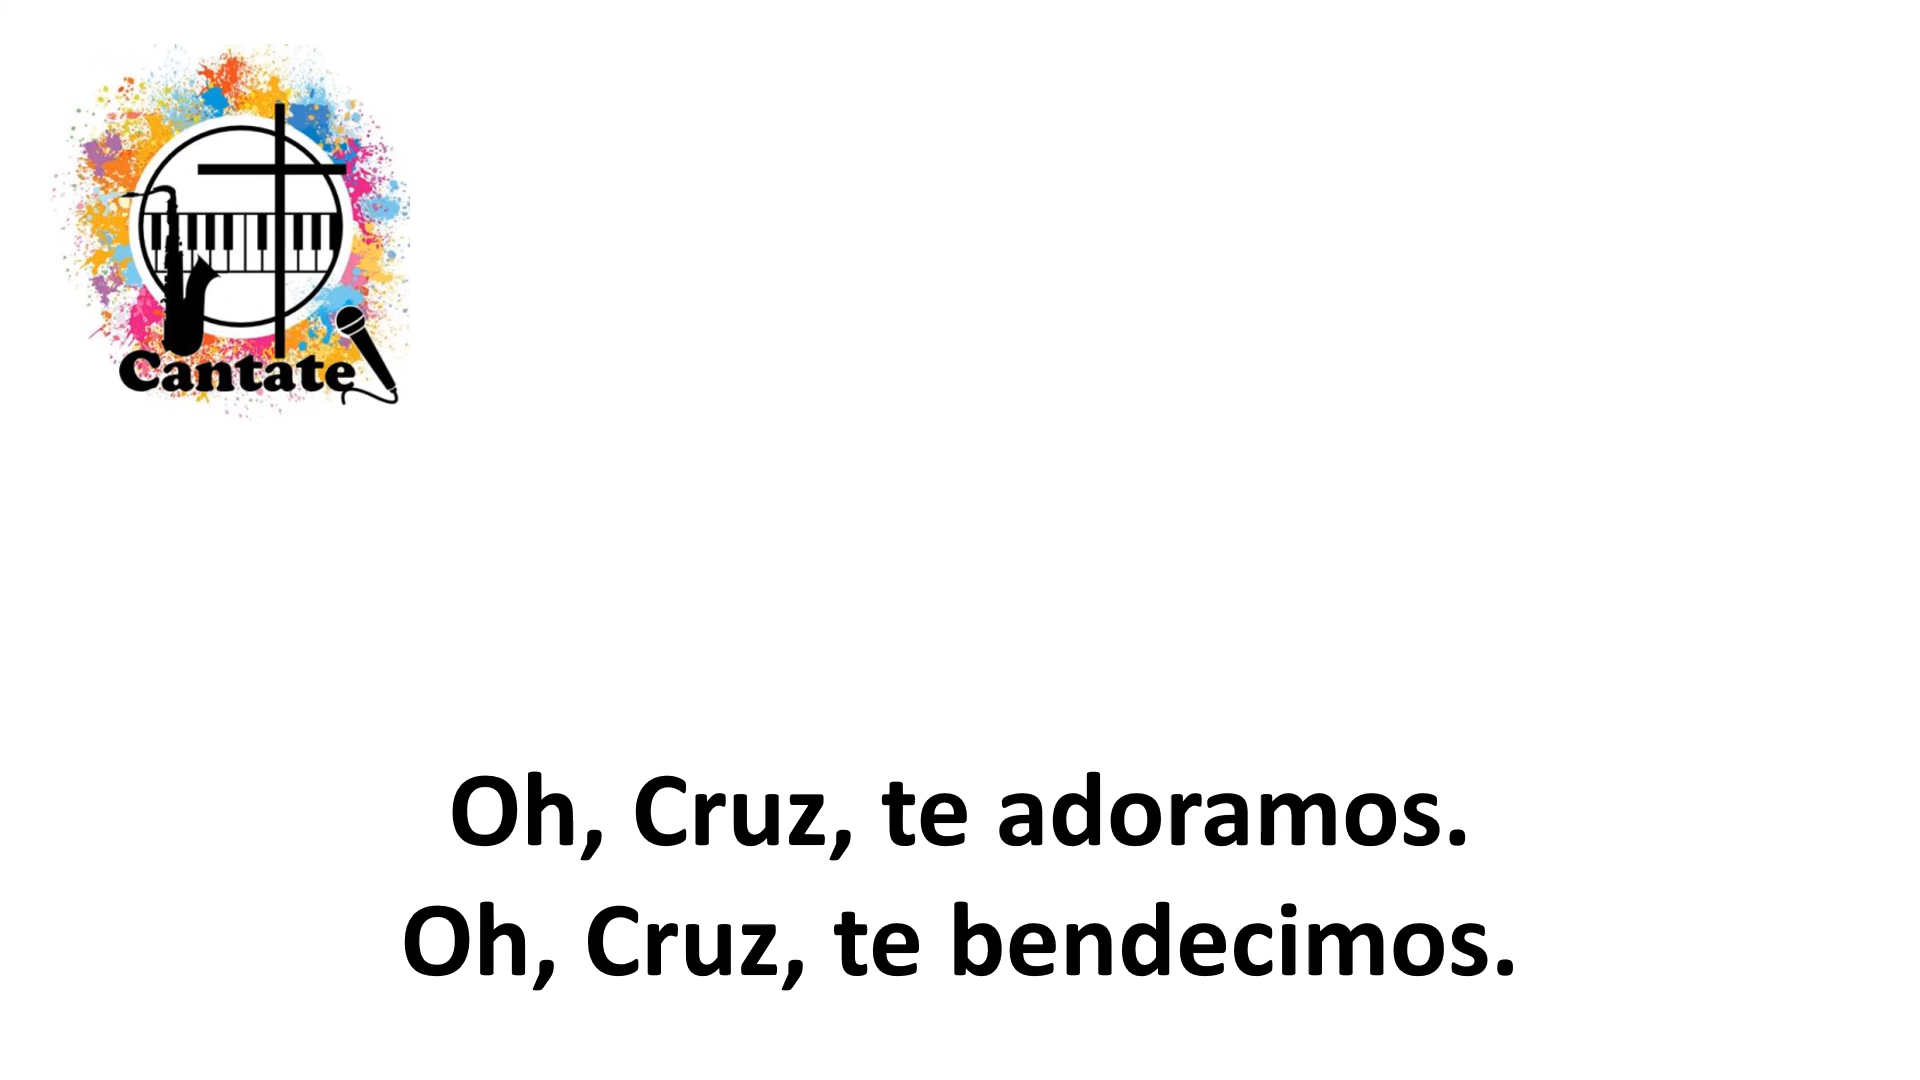 Cantate
Oh, Cruz, te adoramos.
Oh, Cruz, te bendecimos.